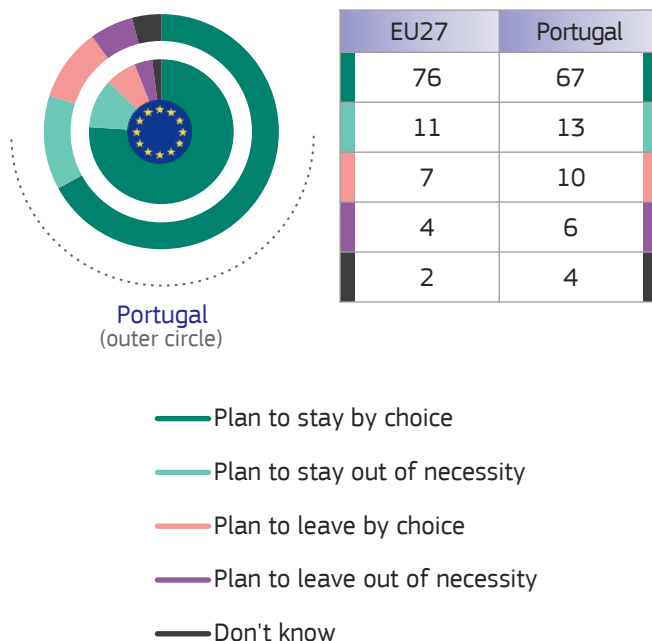 EU27 Portugal
76 67
11 13
7 10
4 6
2 4
Portugal
(outer circle)
Plan to stay by choice
Plan to stay out of necessity
Plan to leave by choice
Plan to leave out of necessity
Don't know